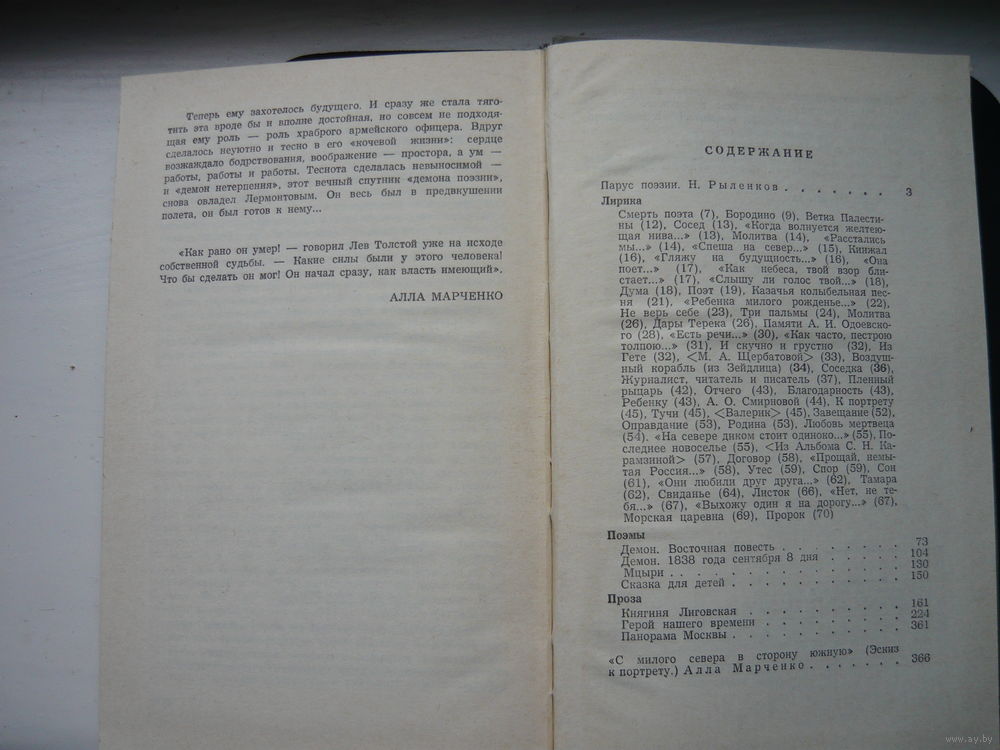 Теперь ему захотелось будущего. И сразу же стала тяго-
тить эта вроде бы и вполне достойная, но совсем не подходя-
щая ему роль — роль храброго армейского офицера. Вдруг
сделалось неуютно и тесно в его «кочевой жизни»: сердце
возжаждало бодрствования, воображение — простора, а ум —
работы, работы и работы. Теснота сделалась невыносимой —
и «демон нетерпения», этот вечный спутник «демона поэзии»,
снова овладел Лермонтовым. Он весь был в предвкушении
полета, он был готов к нему...
«Как рано он умер! — говорил Лев Толстой уже на исходе
собственной судьбы. — Какие силы были у этого человека!
Что бы сделать он мог! Он начал сразу, как власть имеющий».
АЛЛА МАРЧЕНКО
СОДЕРЖАНИЕ
Парус поэзии. Н. Рыленков . . . . . . . 3
Лирика
Смерть поэта (7), Бородино (9), Ветка Палести-
ны (12), Сосед (13), «Когда волнуется желтею-
щая нива...» (13), Молитва (14), «Расстались
мы...» (14), «Спеша на север...» (15), Кинжал
(16), «Гляжу на будущность...» (16), «Она
поет...» (17), «Как небеса, твой взор бли-
стает...» (17), «Слышу ли голос твой...» (18),
Дума (18), Поэт (19), Казачья колыбельная пес-
ня (21), «Ребенка милого рожденье...» (22),
Не верь себе (23), Три пальмы (24), Молитва
(26), Дары Терека (26), Памяти А. И. Одоевско-
го (28), «Есть речи...» (30), «Как часто, пестрою
толпою...» (31), И скучно и грустно (32), Из
Гете (32), <М. А. Щербатовой> (33), Воздуш-
ный корабль (из Зейдлица) (34), Соседка (36),
Журналист, читатель и писатель (37), Пленный
рыцарь (42), Отчего (43), Благодарность (43),
Ребенку (43), А. О. Смирновой (44), К портрету
(45), Тучи (45), <Валерик> (45), Завещание (52),
Оправдание (53), Родина (53), Любовь мертвеца
(54), «На севере диком стоит одиноко...» (55), По-
следнее новоселье (55), <Из Альбома С. Н. Ка-
рамзиной> (57), Договор (58), «Прощай, немы-
тая Россия...» (58), Утес (59), Спор (59), Сон
(61), «Они любили друг друга...» (62), Тамара
(62), Свиданье (64), Листок (66), «Нет, не те-
бя...» (67), «Выхожу один я на дорогу...» (67),
Морская царевна (69), Пророк (70)
Поэмы
Демон. Восточная повесть . . . . . . . . 73
Демон. 1838 года сентября 8 дня . . . . . 104
Мцыри . . . . . . . . . . . . 130
Сказка для детей . . . . . . . . . . 150
Проза
Княгиня Лиговская . . . . . . . . . 161
Герой нашего времени . . . . . . . . 224
Панорама Москвы . . . . . . . . . . 361
«С милого севера в сторону южную» (Эскиз
к портрету.) Алла Марченко . . . . . . 366
www.ay.by